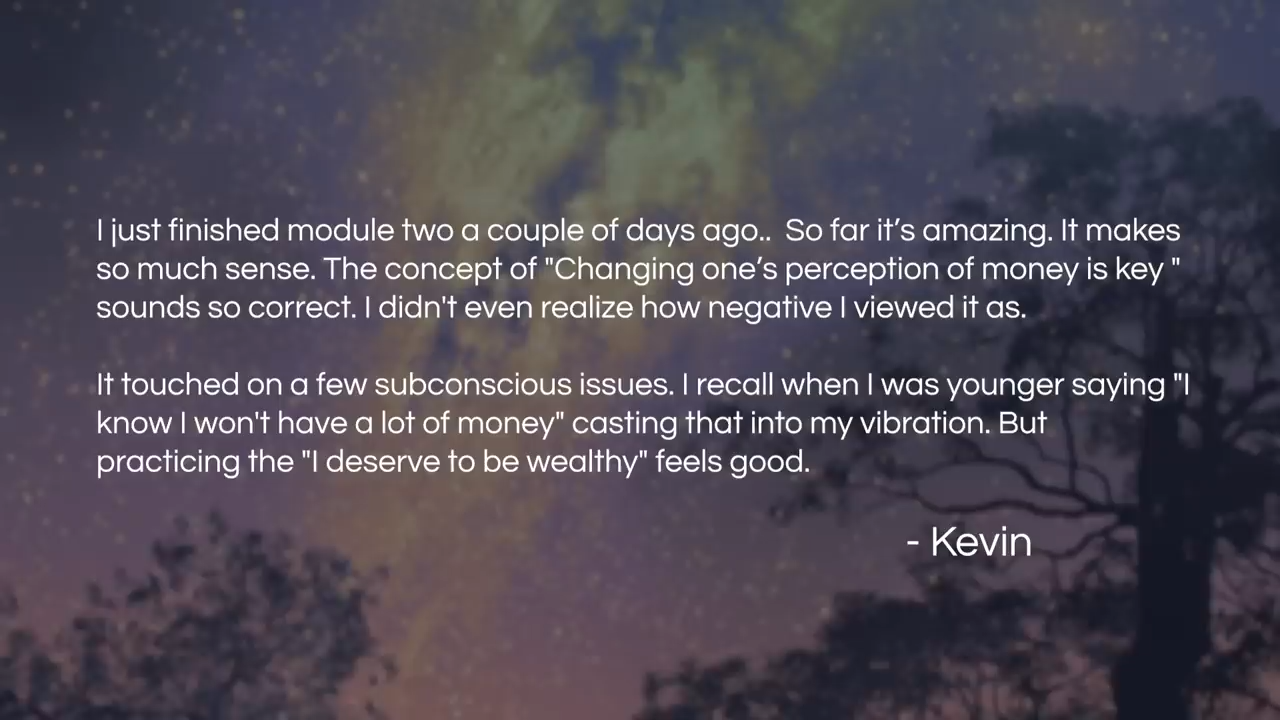 I just finished module two a couple of days ago..  So far it’s amazing. It makes
so much sense. The concept of "Changing one’s perception of money is key "
sounds so correct. I didn't even realize how negative I viewed it as.
It touched on a few subconscious issues. I recall when I was younger saying "I
know I won't have a lot of money" casting that into my vibration. But
practicing the "I deserve to be wealthy" feels good.
- Kevin